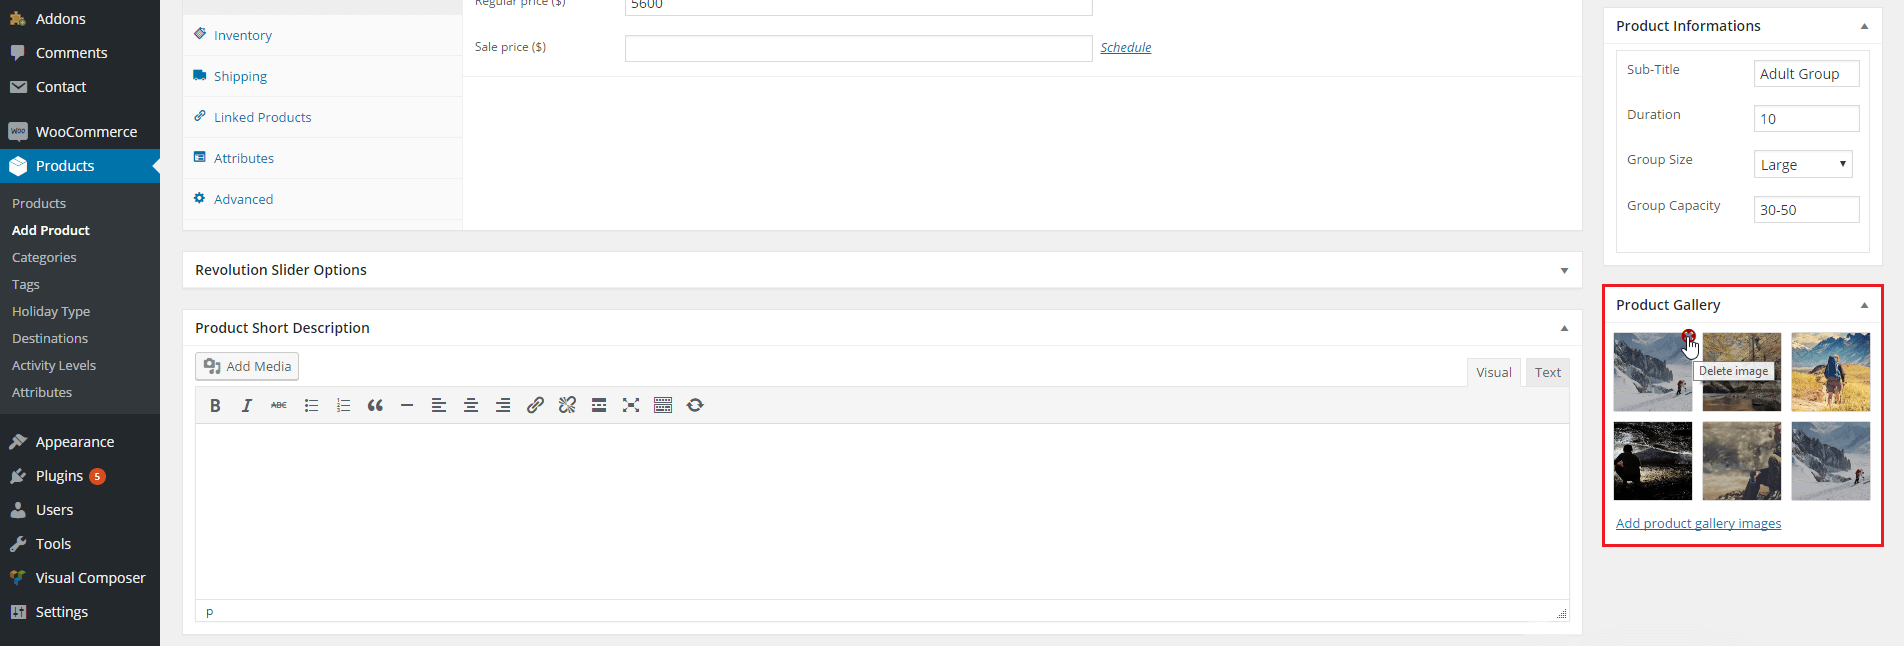 Addons
Comments
Contact
WOO WooCommerce
Products
Products
Add Product
Categories
Tags
Holiday Type
Destinations
Activity Levels
Attributes
Appearance
Plugins 5
Users
Tools
Visual Composer
Settings
Regular price ($) 5600
Inventory
Sale price ($) Schedule
Shipping
Linked Products
Attributes
Advanced
Revolution Slider Options
Product Short Description
Add Media
Visual Text
B I ABC
p
Product Informations
Sub-Title Adult Group
Duration 10
Group Size Large
Group Capacity 30-50
Product Gallery
Delete image
Add product gallery images